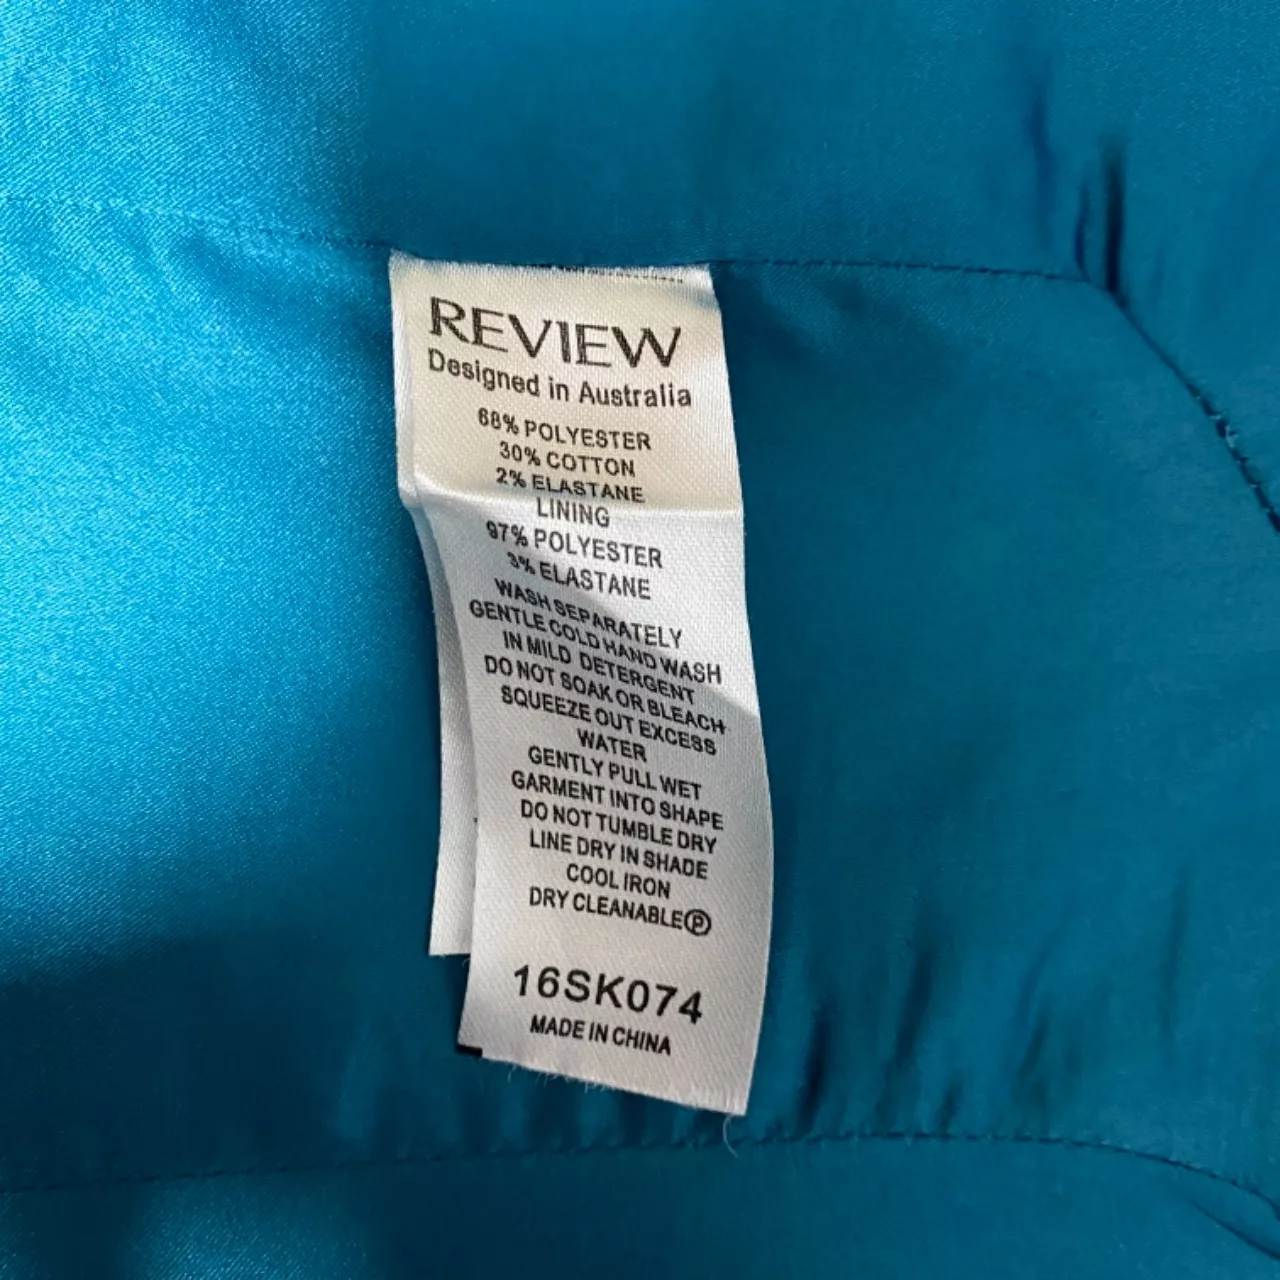 REVIEW
Designed in Australia
68% POLYESTER
30% COTTON
2% ELASTANE
LINING
97% POLYESTER
3% ELASTANE
WASH SEPARATELY
GENTLE COLD HAND WASH
IN MILD DETERGENT
DO NOT SOAK OR BLEACH
SQUEEZE OUT EXCESS
WATER
GENTLY PULL WET
GARMENT INTO SHAPE
DO NOT TUMBLE DRY
LINE DRY IN SHADE
COOL IRON
DRY CLEANABLE Ⓟ
16SK074
MADE IN CHINA